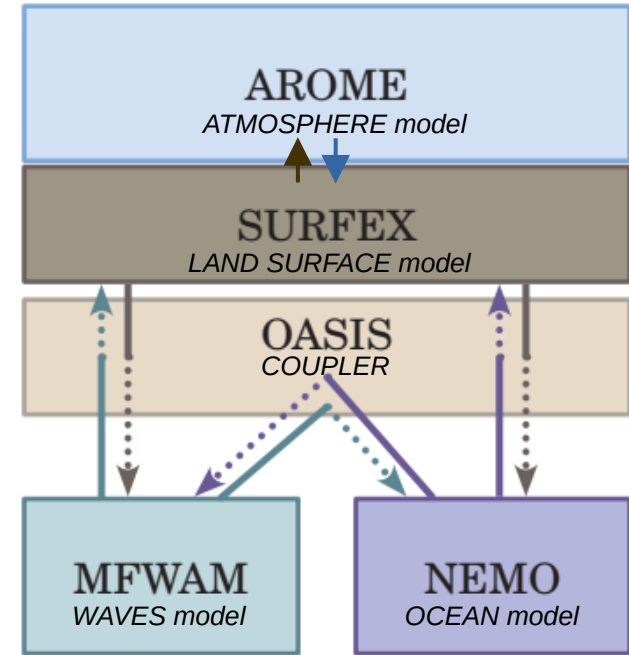 AROME
ATMOSPHERE model
SURFEX
LAND SURFACE model
OASIS
COUPLER
MFWAM
WAVES model
NEMO
OCEAN model